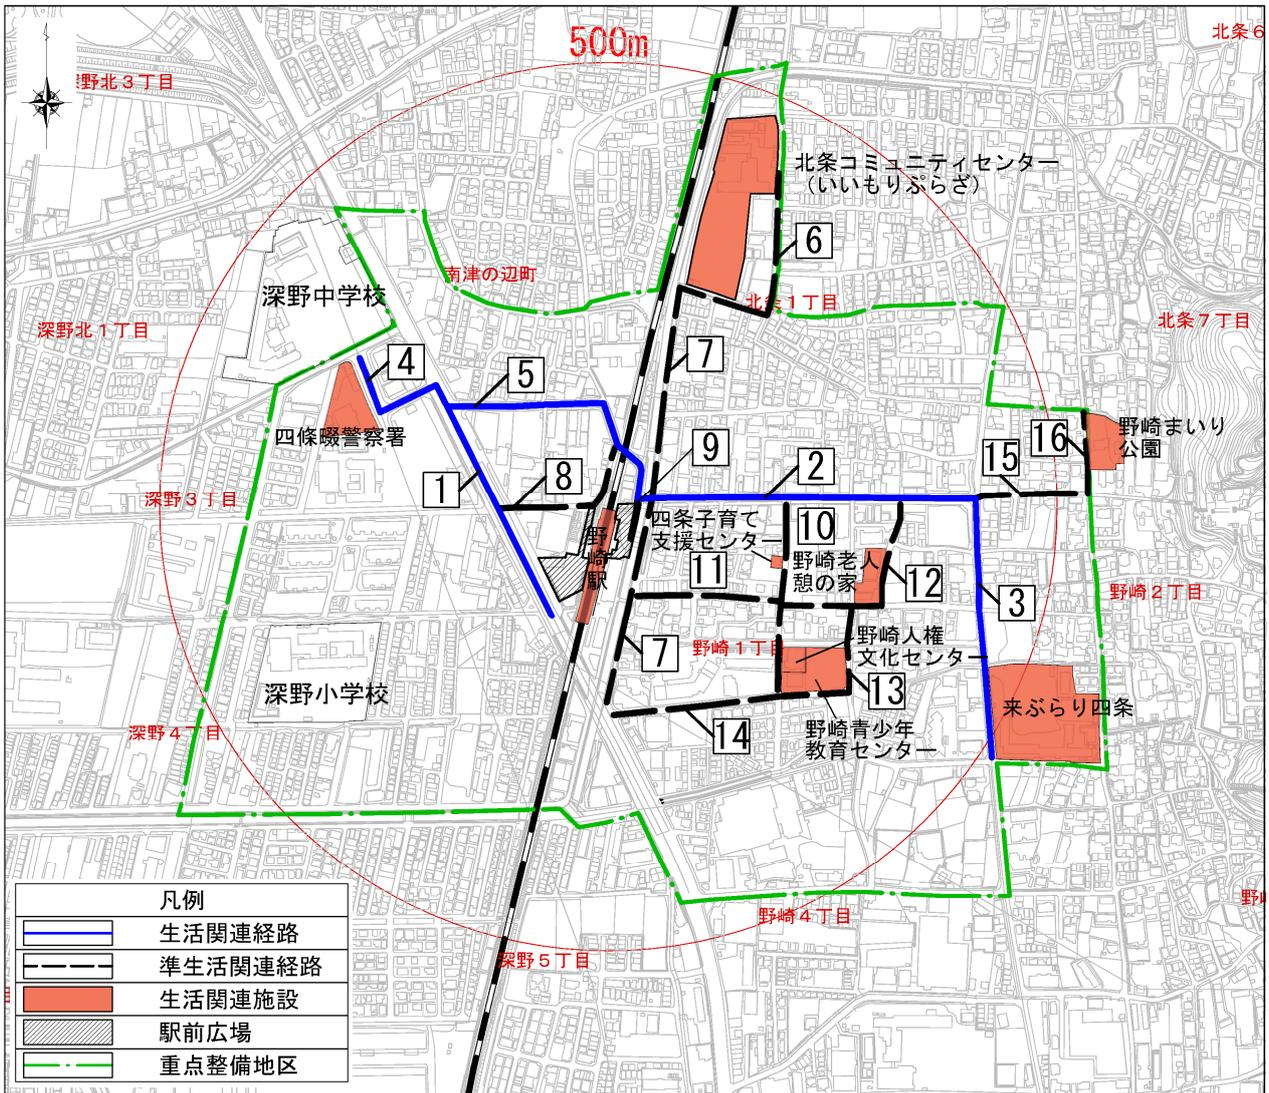 500m
北条６
深野北３丁目
北条コミュニティセンター
（いいもりぷらざ）
6
南津の辺町
深野中学校
北条１丁目
北条７丁目
深野北１丁目
7
4
5
四條畷警察署
野崎まいり
公園
16
15
9
2
8
1
深野３丁目
四条子育て
支援センター
10
野崎駅
野崎老人
憩の家
11
12
3
野崎２丁目
野崎人権
文化センター
7
野崎１丁目
13
深野小学校
来ぶらり四条
14
野崎青少年
教育センター
深野４丁目
野崎４丁目
深野５丁目
凡例
生活関連経路
準生活関連経路
生活関連施設
駅前広場
重点整備地区